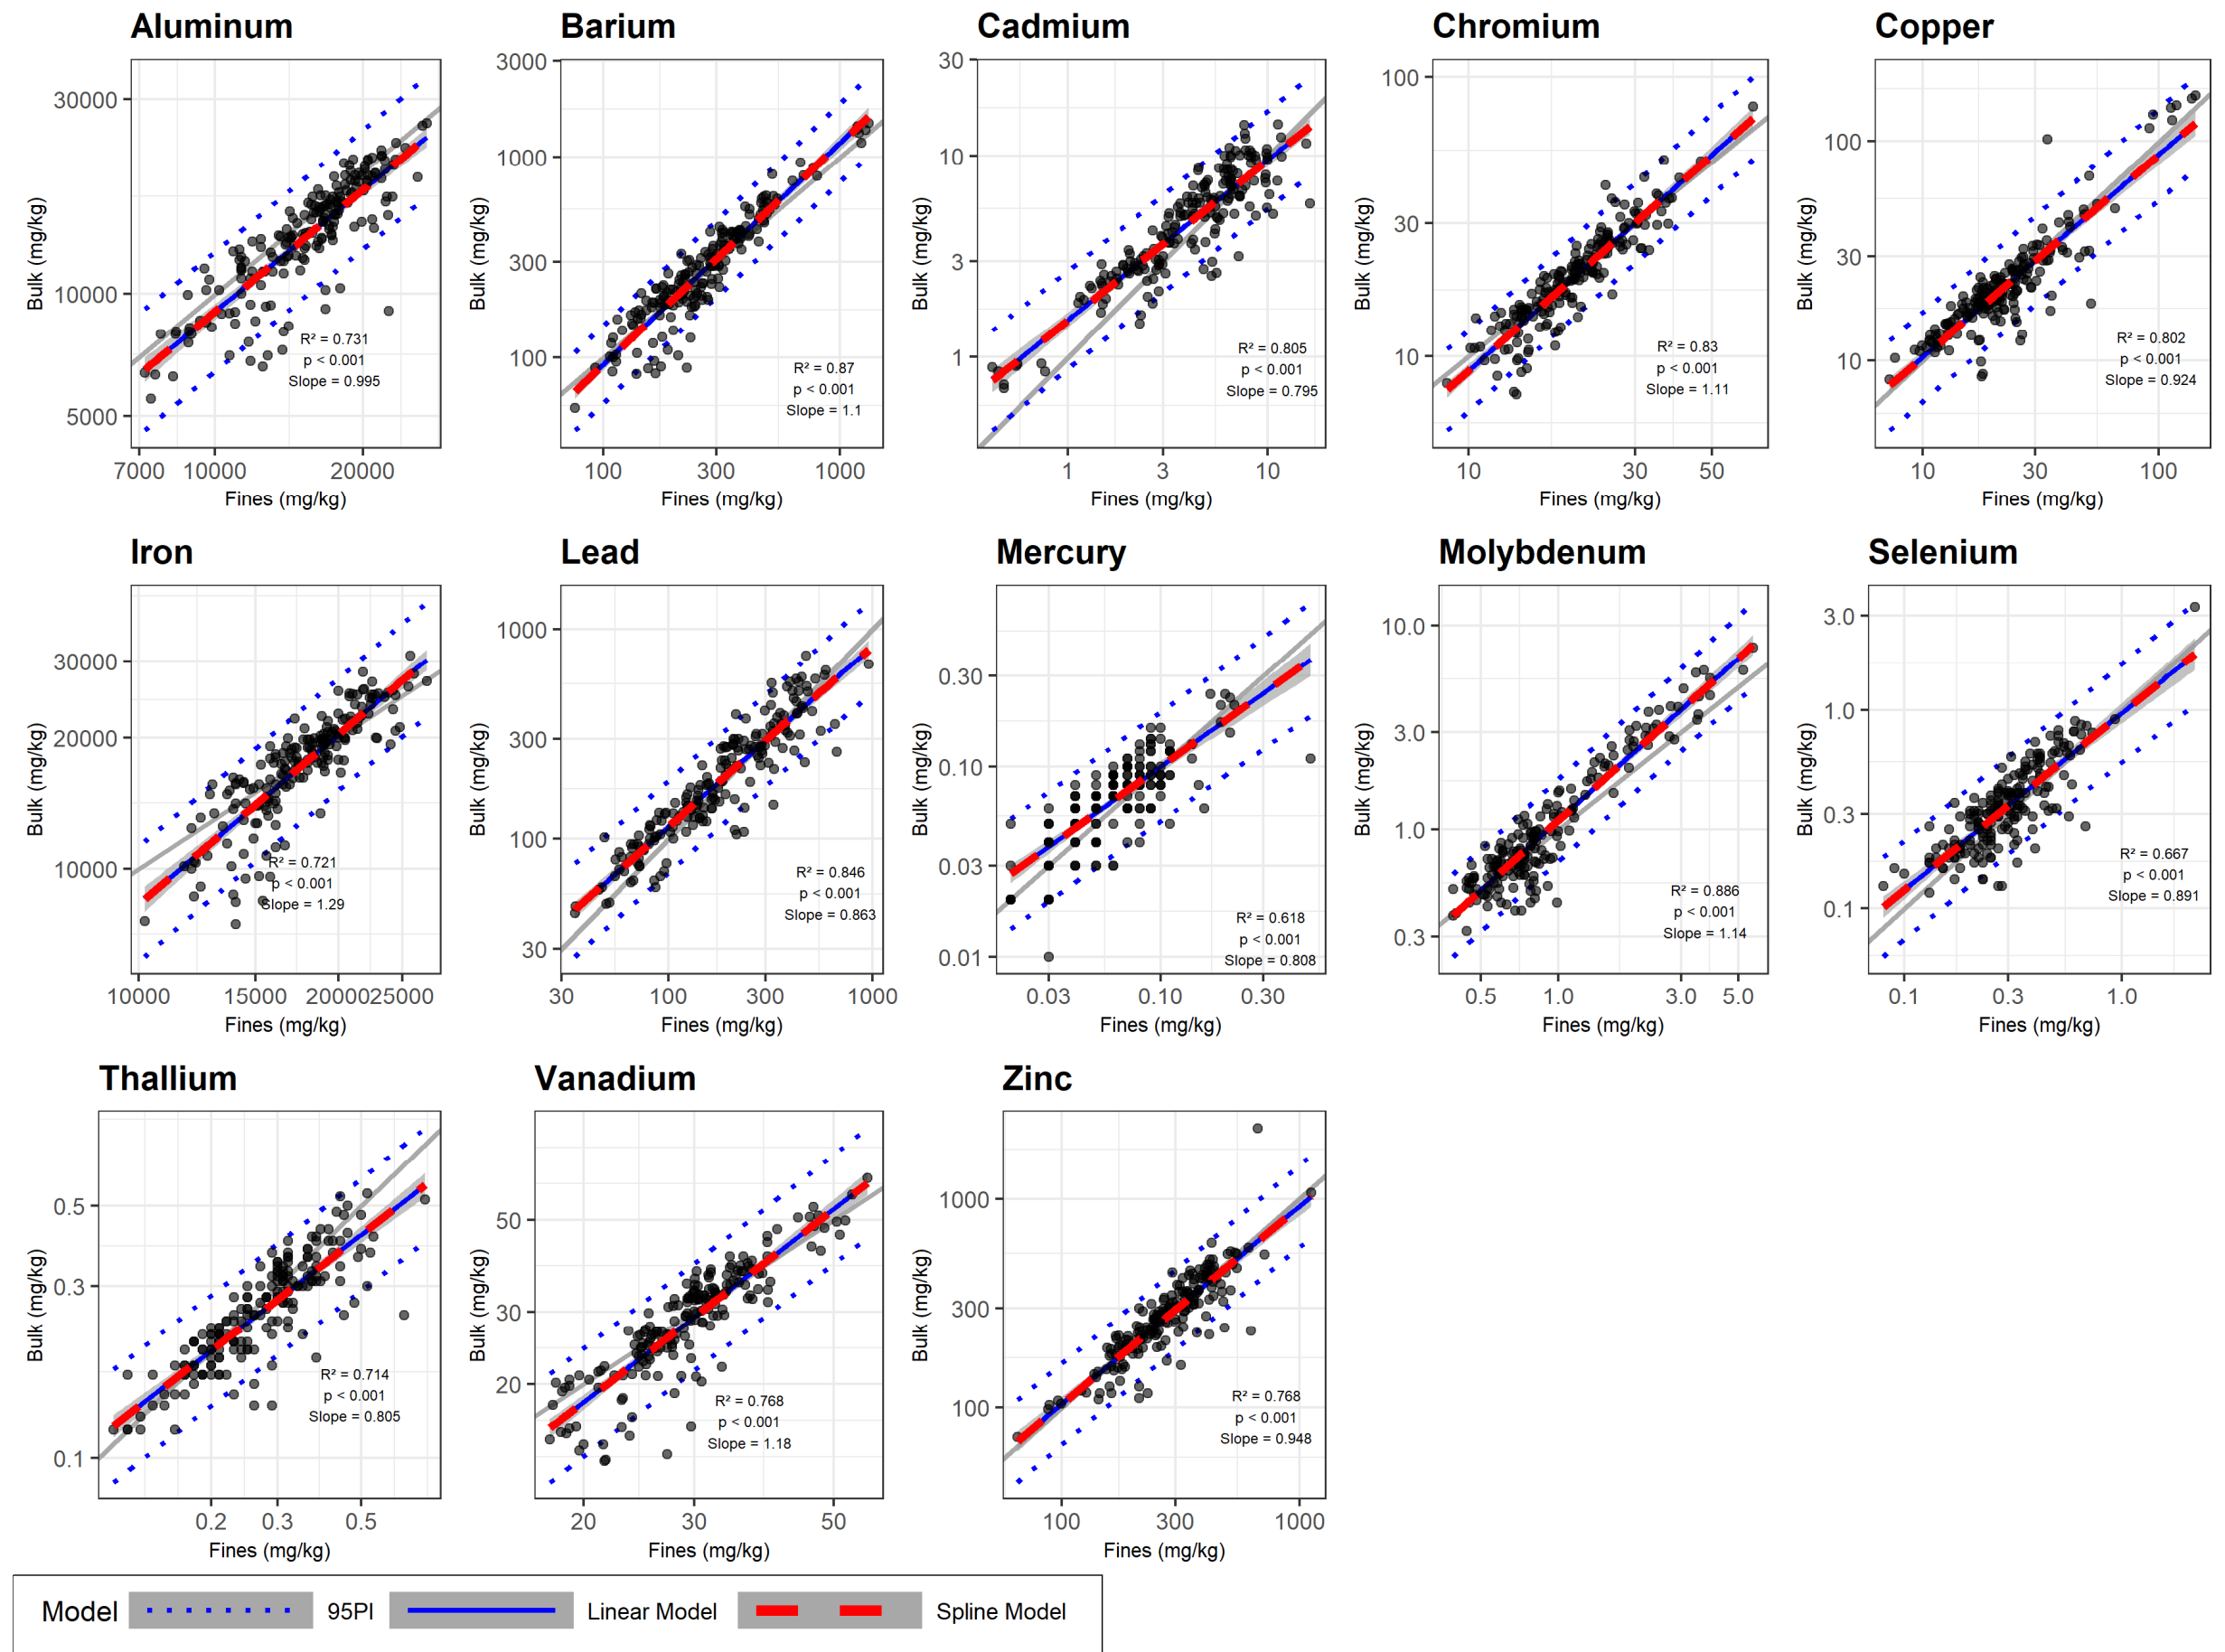 Aluminum
Barium
Cadmium
Chromium
Copper
30000
10000
5000
7000 10000 20000
Bulk (mg/kg)
Fines (mg/kg)
R² = 0.731
p < 0.001
Slope = 0.995
3000
1000
300
100
100 300 1000
Bulk (mg/kg)
Fines (mg/kg)
R² = 0.87
p < 0.001
Slope = 1.1
30
10
3
1
1 3 10
Bulk (mg/kg)
Fines (mg/kg)
R² = 0.805
p < 0.001
Slope = 0.795
100
30
10
10 30 50
Bulk (mg/kg)
Fines (mg/kg)
R² = 0.83
p < 0.001
Slope = 1.11
100
30
10
10 30 100
Bulk (mg/kg)
Fines (mg/kg)
R² = 0.802
p < 0.001
Slope = 0.924
Iron
Lead
Mercury
Molybdenum
Selenium
30000
20000
10000
10000 15000 20000 25000
Bulk (mg/kg)
Fines (mg/kg)
R² = 0.721
p < 0.001
Slope = 1.29
1000
300
100
30
30 100 300 1000
Bulk (mg/kg)
Fines (mg/kg)
R² = 0.846
p < 0.001
Slope = 0.863
0.30
0.10
0.03
0.01
0.03 0.10 0.30
Bulk (mg/kg)
Fines (mg/kg)
R² = 0.618
p < 0.001
Slope = 0.808
10.0
3.0
1.0
0.3
0.5 1.0 3.0 5.0
Bulk (mg/kg)
Fines (mg/kg)
R² = 0.886
p < 0.001
Slope = 1.14
3.0
1.0
0.3
0.1
0.1 0.3 1.0
Bulk (mg/kg)
Fines (mg/kg)
R² = 0.667
p < 0.001
Slope = 0.891
Thallium
Vanadium
Zinc
0.5
0.3
0.1
0.2 0.3 0.5
Bulk (mg/kg)
Fines (mg/kg)
R² = 0.714
p < 0.001
Slope = 0.805
50
30
20
20 30 50
Bulk (mg/kg)
Fines (mg/kg)
R² = 0.768
p < 0.001
Slope = 1.18
1000
300
100
100 300 1000
Bulk (mg/kg)
Fines (mg/kg)
R² = 0.768
p < 0.001
Slope = 0.948
Model 95PI Linear Model Spline Model